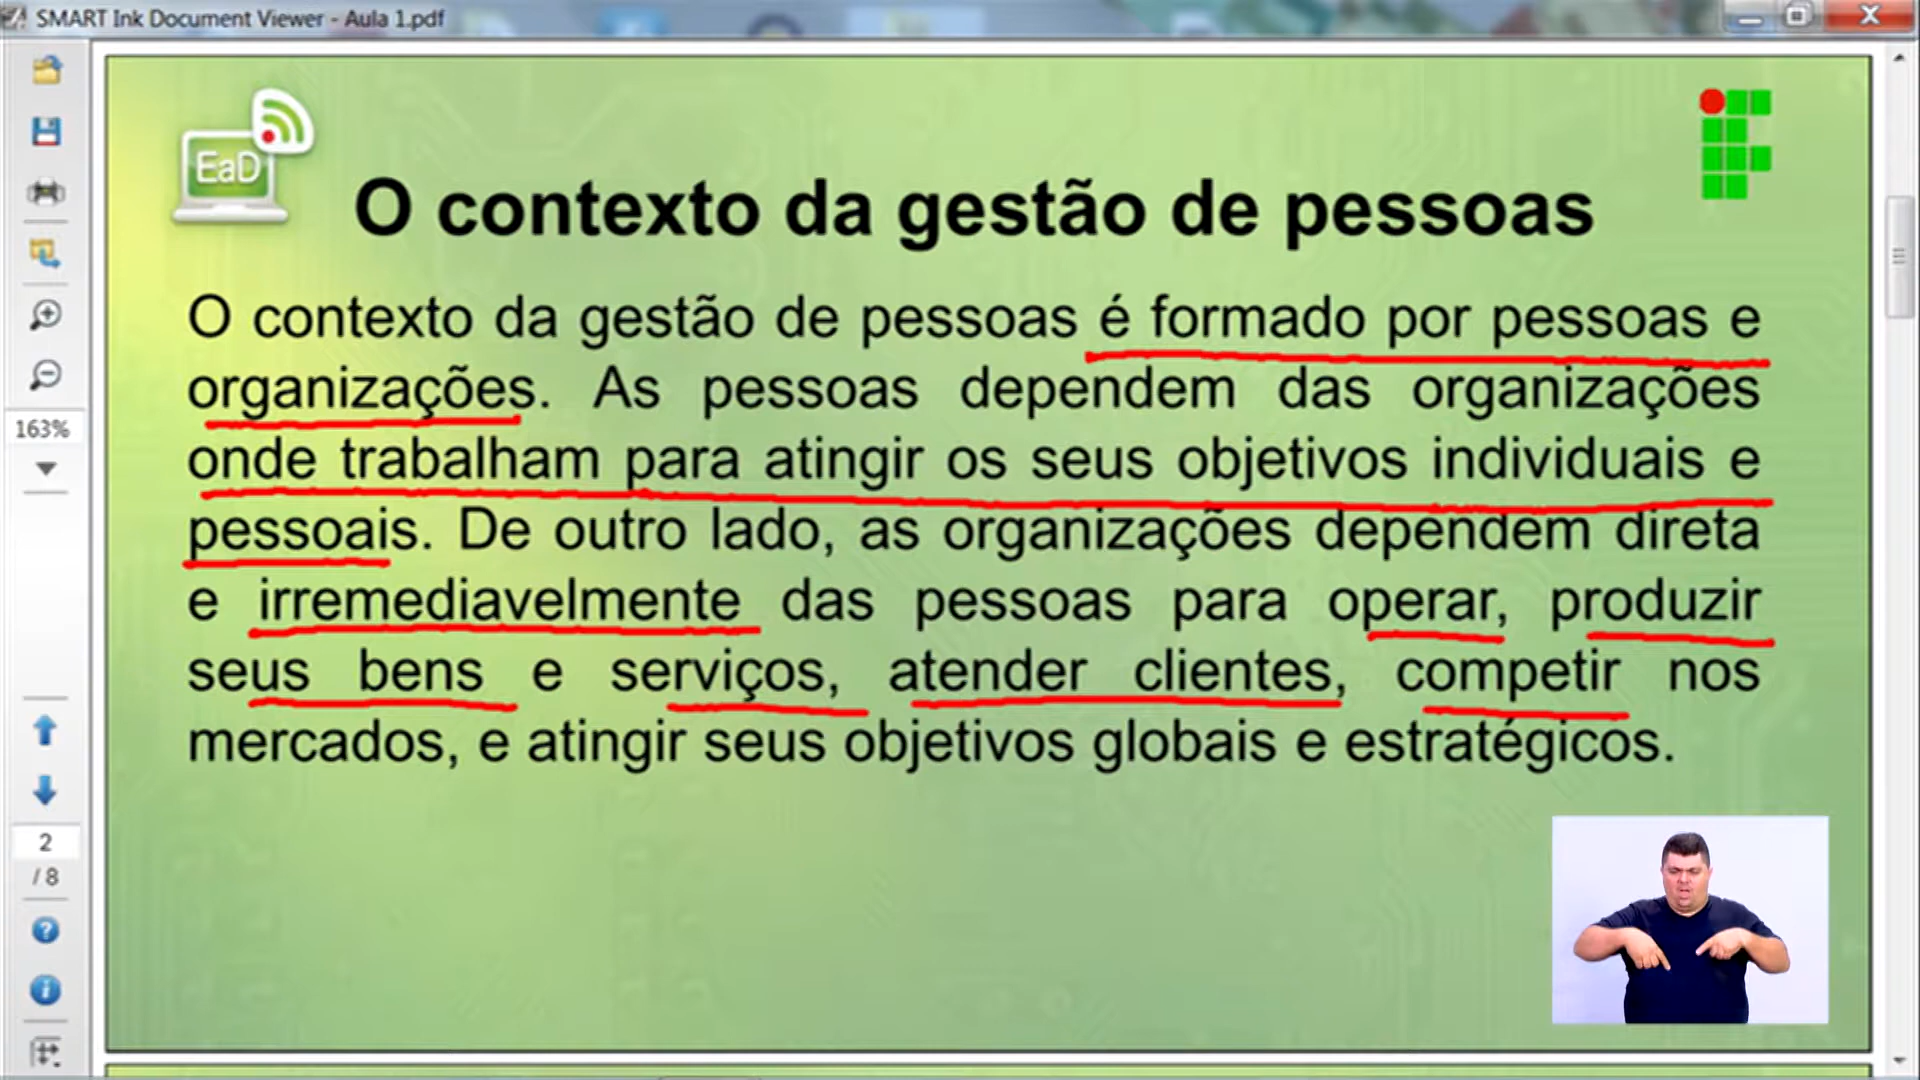 SMART Ink Document Viewer - Aula 1.pdf
EaD
O contexto da gestão de pessoas
O contexto da gestão de pessoas é formado por pessoas e
organizações. As pessoas dependem das organizações
onde trabalham para atingir os seus objetivos individuais e
pessoais. De outro lado, as organizações dependem direta
e irremediavelmente das pessoas para operar, produzir
seus bens e serviços, atender clientes, competir nos
mercados, e atingir seus objetivos globais e estratégicos.
163%
2
/ 8